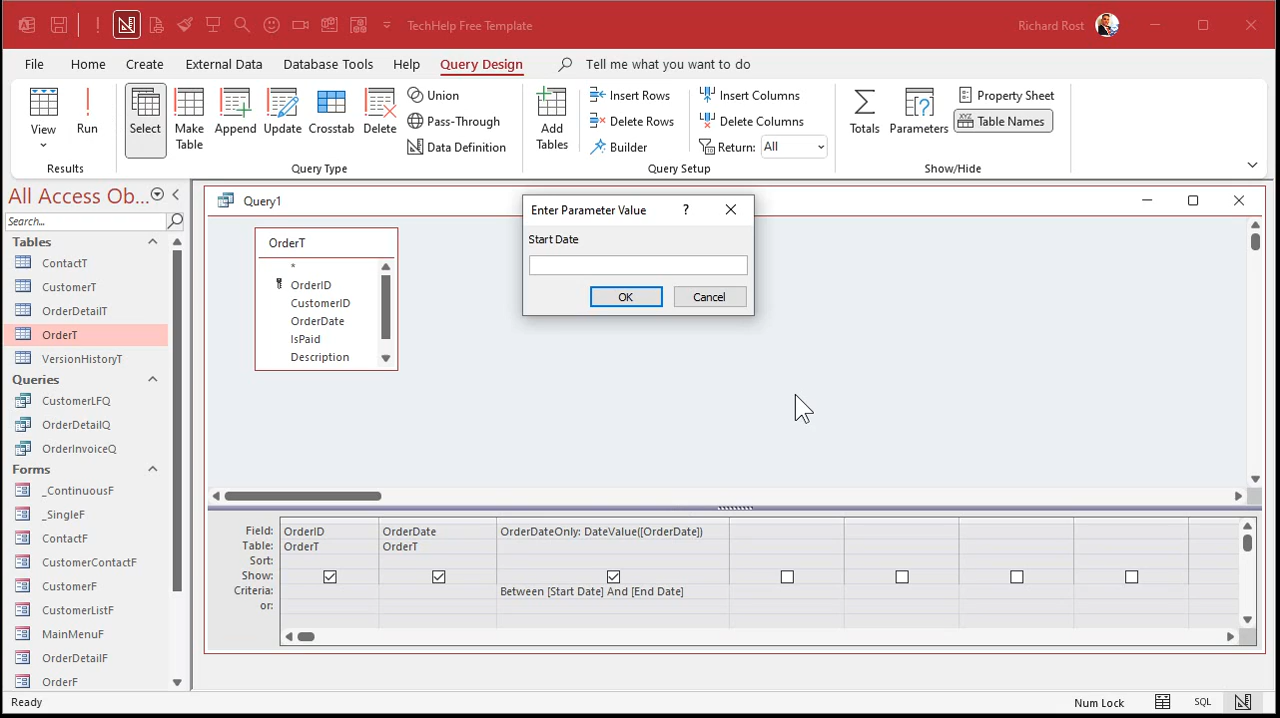 TechHelp Free Template
Richard Rost
File Home Create External Data Database Tools Help Query Design Tell me what you want to do
View
Run
Results
Select
Make Table
Append
Update
Crosstab
Delete
Union
Pass-Through
Data Definition
Query Type
Add Tables
Insert Rows
Delete Rows
Builder
Insert Columns
Delete Columns
Return: All
Query Setup
Totals
Parameters
Property Sheet
XYZ Table Names
Show/Hide
All Access Ob...
Search...
Tables
ContactT
CustomerT
OrderDetailT
OrderT
VersionHistoryT
Queries
CustomerLFQ
OrderDetailQ
OrderInvoiceQ
Forms
_ContinuousF
_SingleF
ContactF
CustomerContactF
CustomerF
CustomerListF
MainMenuF
OrderDetailF
OrderF
Query1
OrderT
*
OrderID
CustomerID
OrderDate
IsPaid
Description
Enter Parameter Value ?
Start Date
OK Cancel
Field: OrderID OrderDate OrderDateOnly: DateValue([OrderDate])
Table: OrderT OrderT
Sort:
Show:
Criteria: Between [Start Date] And [End Date]
or:
Ready Num Lock SQL